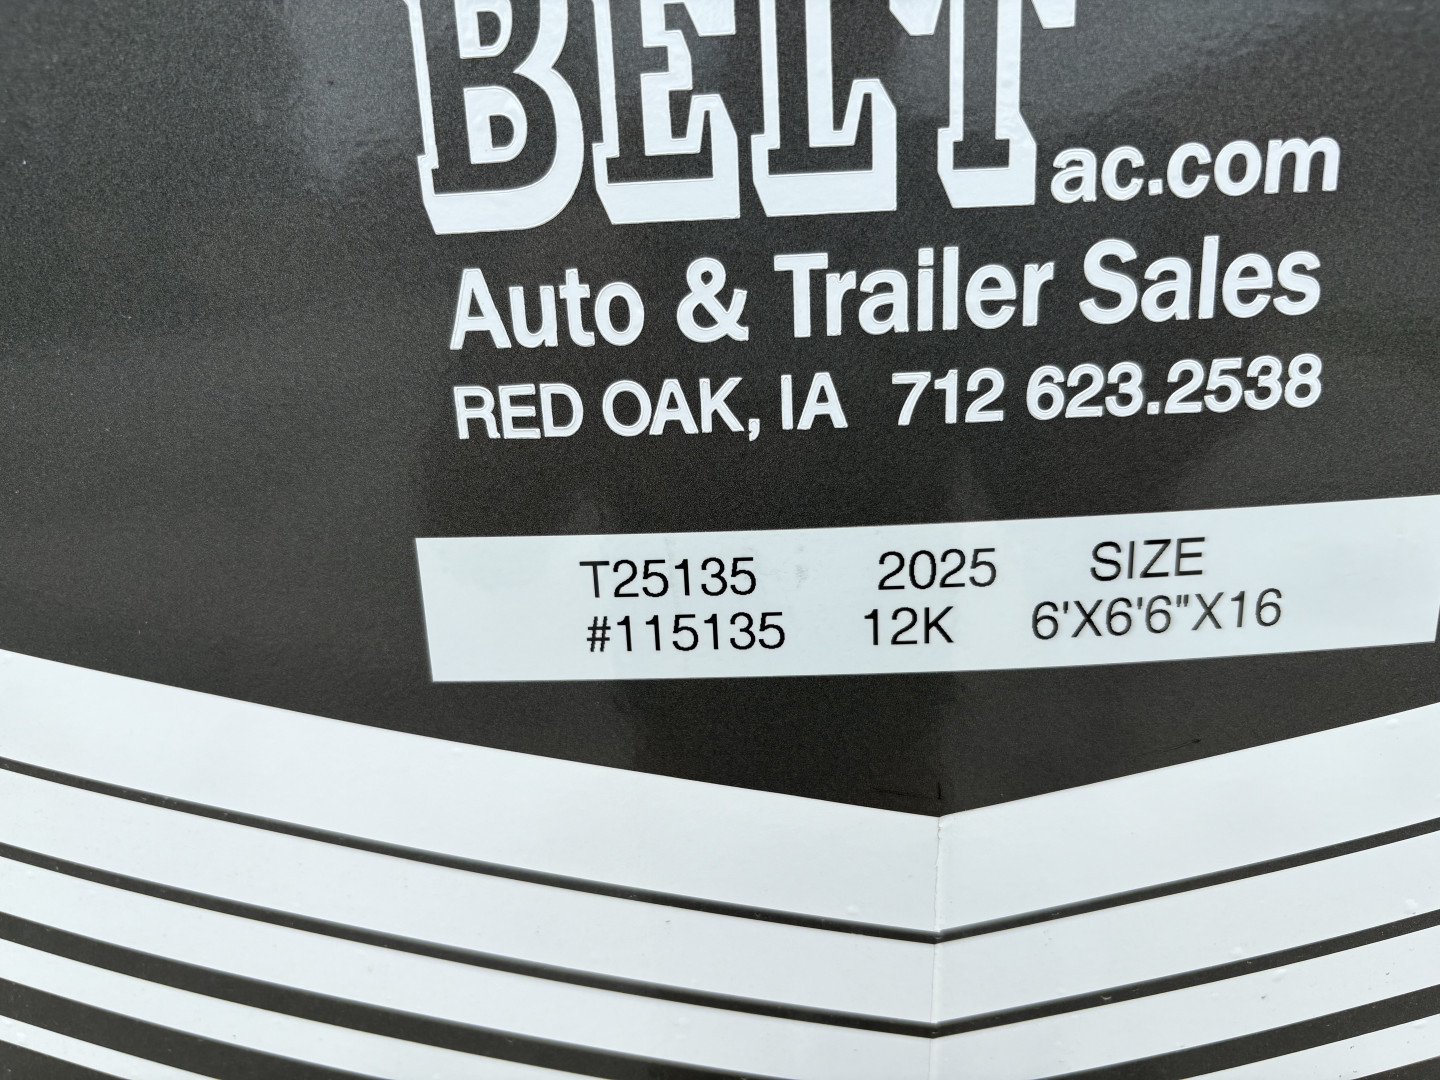 BELT ac.com
Auto & Trailer Sales
RED OAK, IA 712 623.2538
T25135 2025 SIZE
#115135 12K 6'X6'6"X16